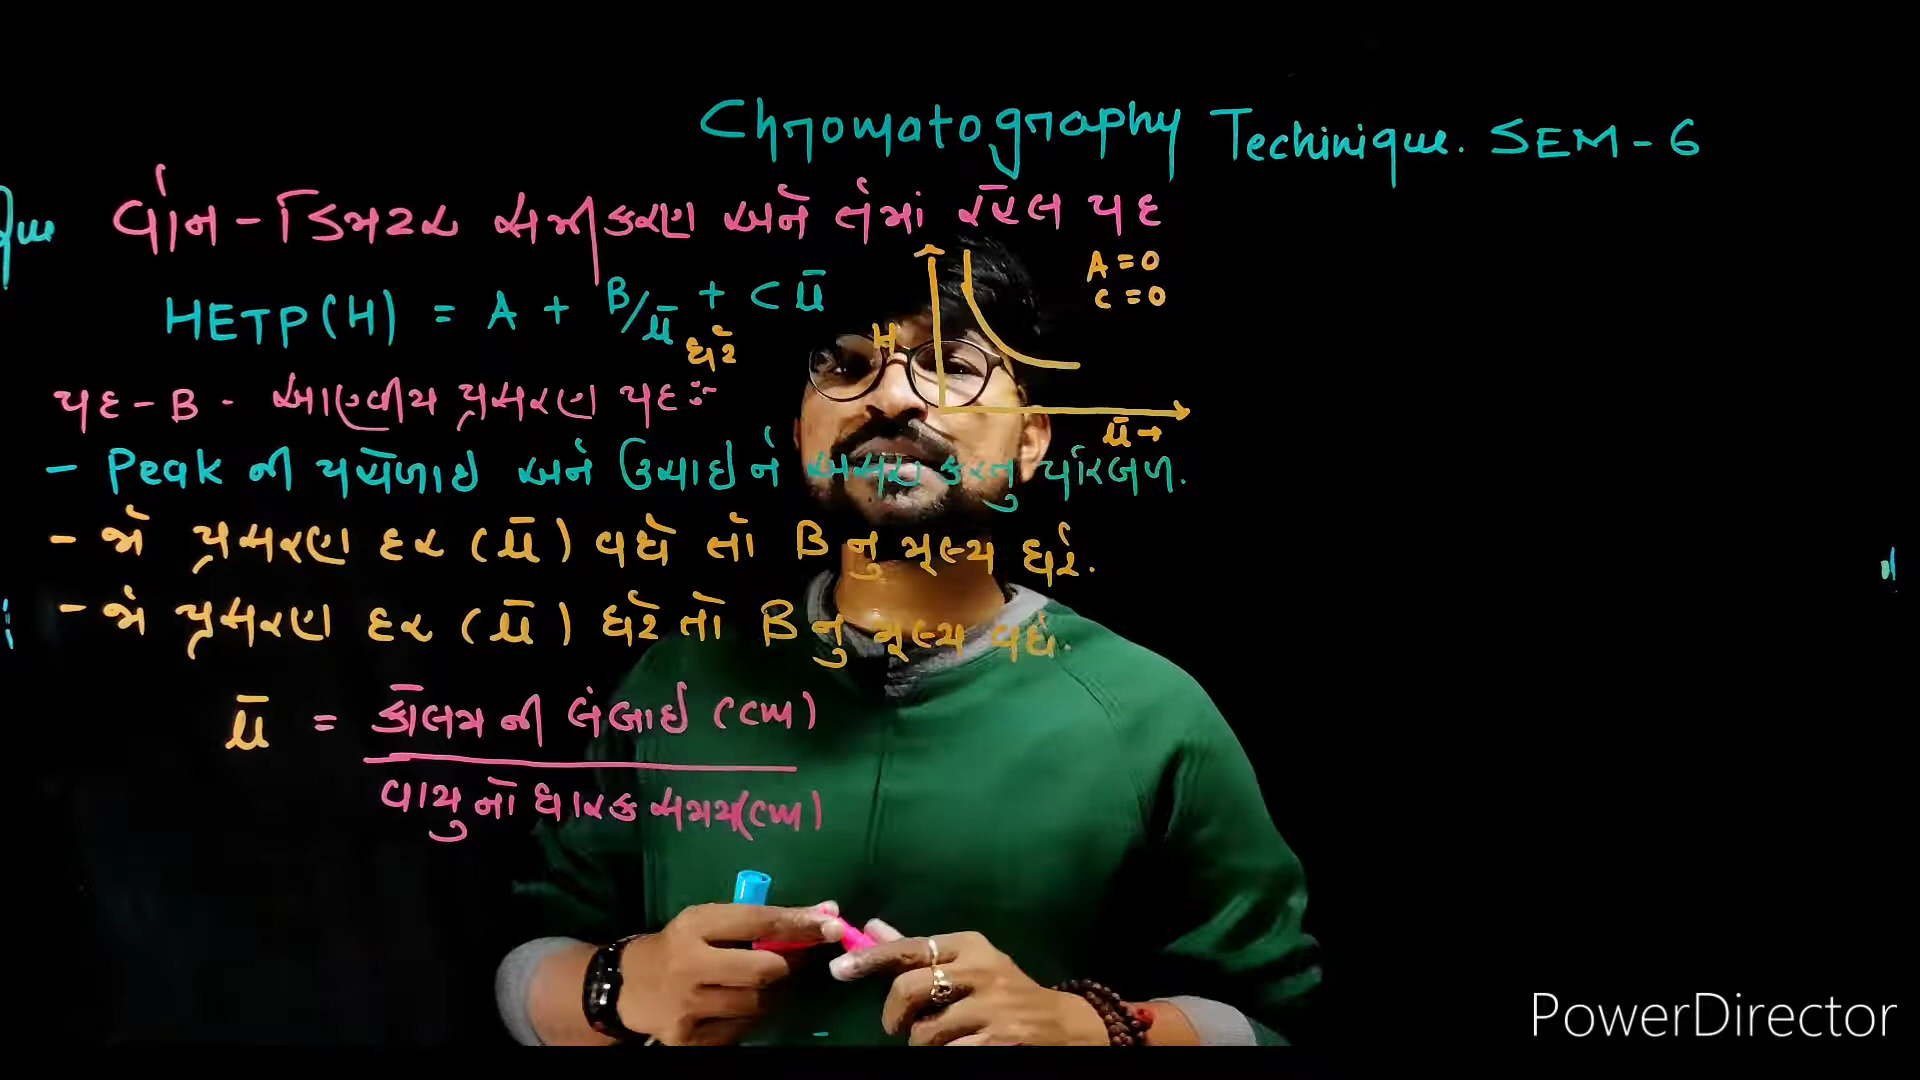 Chromatography Techinique. SEM - 6
વાન - ડિમટર સમીકરણ અને તેમાં રહેલ પદ
HETP(H) = A + B/ū + C ū
ઘટે
A = 0
C = 0
H
ū →
પદ - B - આણ્વીય પ્રસરણ પદ :-
- Peak ની પહોળાઈ અને ઉંચાઈ ને અસર કરતુ પરિબળ.
- જો પ્રસરણ દર (ū) વધે તો B નુ મૂલ્ય ઘટે.
- જો પ્રસરણ દર (ū) ઘટે તો B નુ મૂલ્ય વધે.
ū = કોલમ ની લંબાઈ (cm)
વાયુ નો ધારક સમય (cm)
PowerDirector